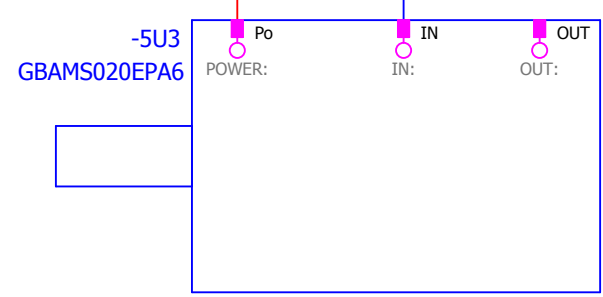 -5U3
GBAMS020EPA6
Po
IN
OUT
POWER:
IN:
OUT: